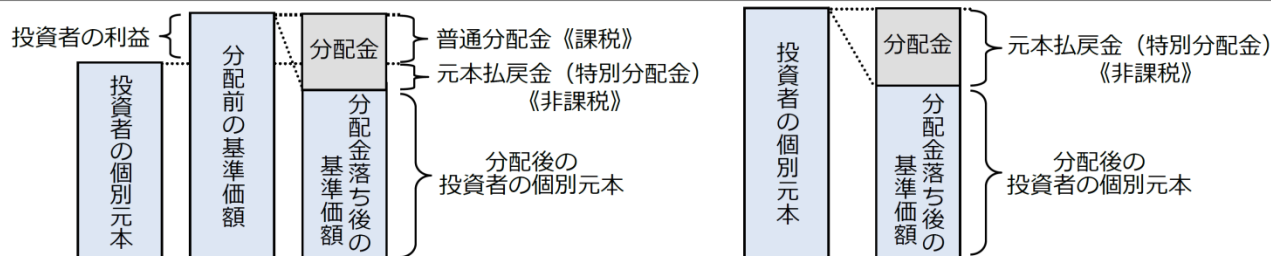 投資者の利益
投資者の個別元本
分配前の基準価額
分配金
分配金落ち後の
基準価額
普通分配金《課税》
元本払戻金（特別分配金）
《非課税》
分配後の
投資者の個別元本
投資者の個別元本
分配金
分配金落ち後の
基準価額
元本払戻金（特別分配金）
《非課税》
分配後の
投資者の個別元本